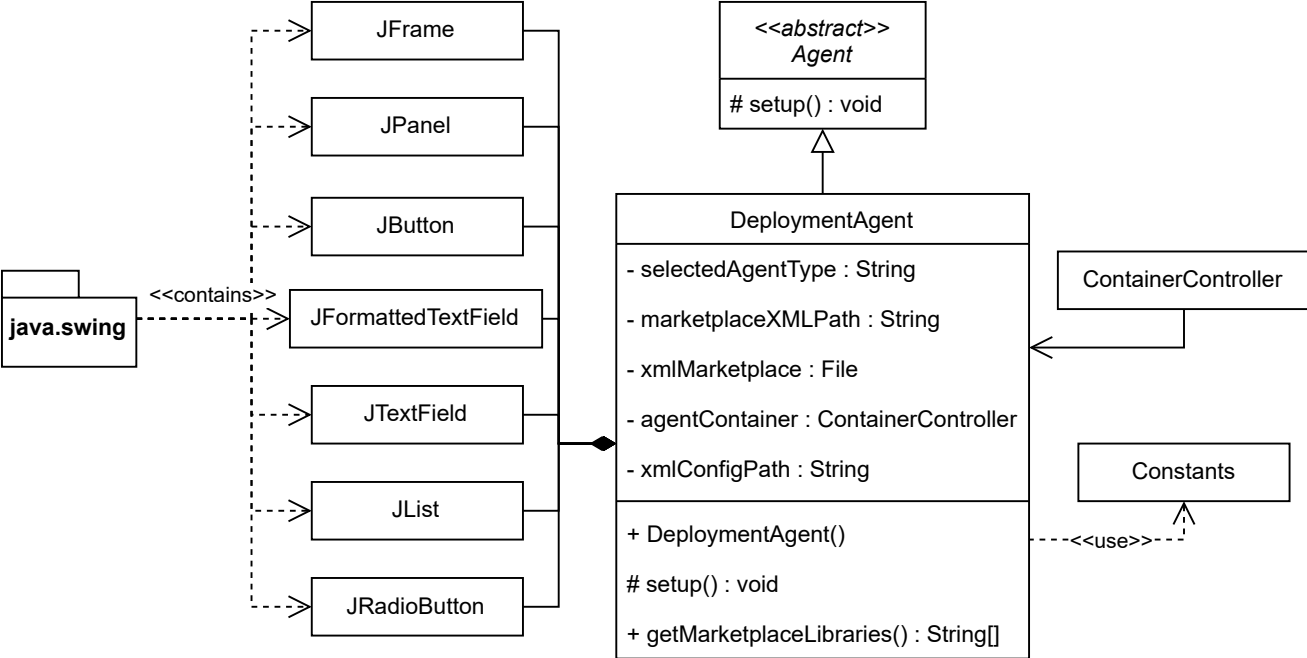 JFrame
JPanel
JButton
<<contains>>
java.swing
JFormattedTextField
JTextField
JList
JRadioButton
<<abstract>>
Agent
# setup() : void
DeploymentAgent
- selectedAgentType : String
- marketplaceXMLPath : String
- xmlMarketplace : File
- agentContainer : ContainerController
- xmlConfigPath : String
+ DeploymentAgent()
# setup() : void
+ getMarketplaceLibraries() : String[]
ContainerController
Constants
<<use>>